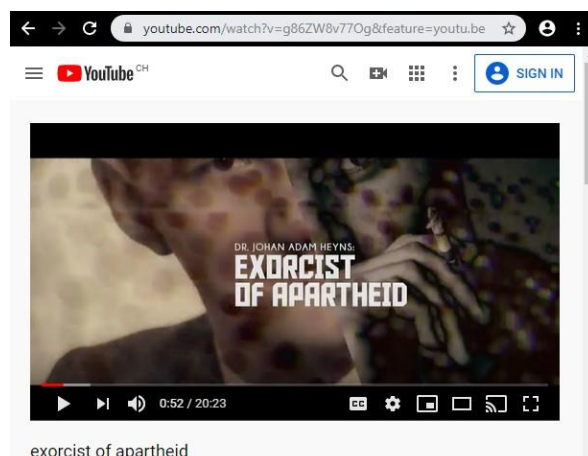 youtube.com/watch?v=g86ZW8v77Og&feature=youtu.be
YouTube CH
SIGN IN
DR. JOHAN ADAM HEYNS:
EXORCIST
OF APARTHEID
0:52 / 20:23
CC
exorcist of apartheid